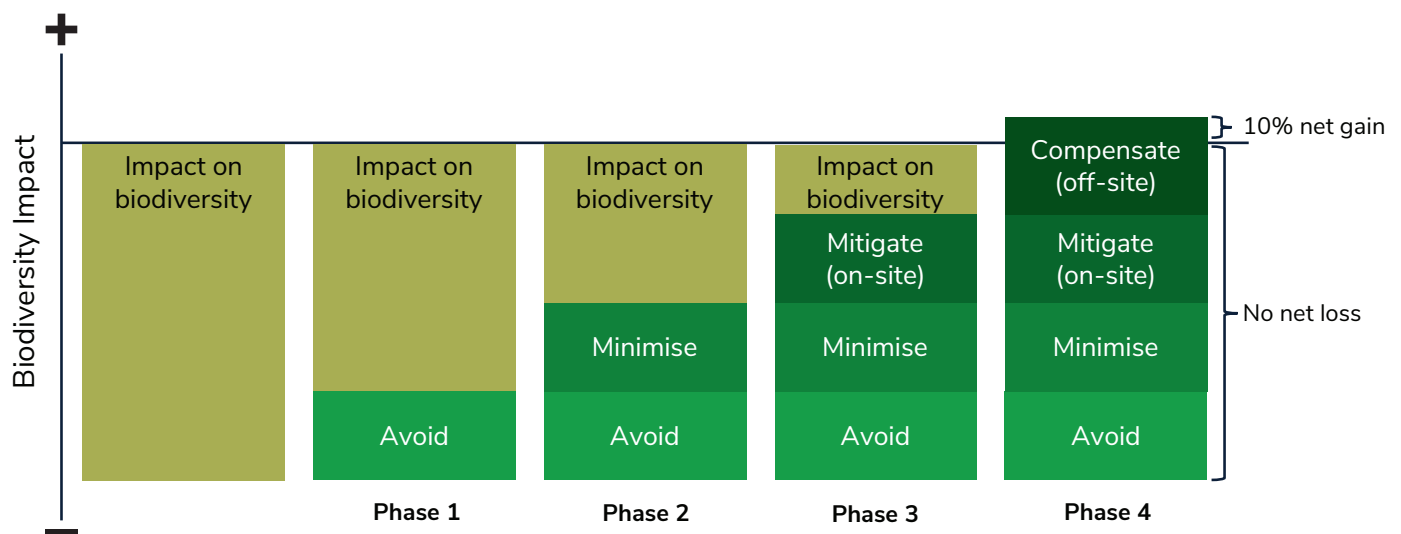 +
10% net gain
Impact on
biodiversity
Impact on
biodiversity
Impact on
biodiversity
Impact on
biodiversity
Compensate
(off-site)
Biodiversity Impact
Mitigate
(on-site)
Mitigate
(on-site)
No net loss
Minimise
Minimise
Minimise
Avoid
Avoid
Avoid
Avoid
Phase 1
Phase 2
Phase 3
Phase 4
–